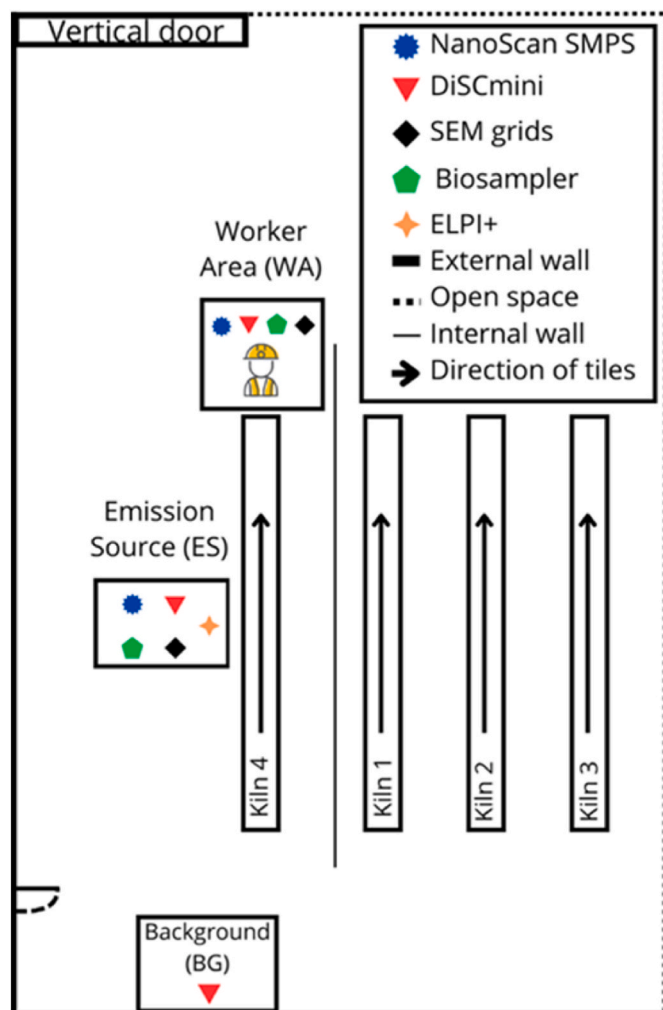 Vertical door
NanoScan SMPS
DiSCmini
SEM grids
Biosampler
ELPI+
External wall
Open space
Internal wall
Direction of tiles
Worker
Area (WA)
Emission
Source (ES)
Kiln 4
Kiln 1
Kiln 2
Kiln 3
Background
(BG)